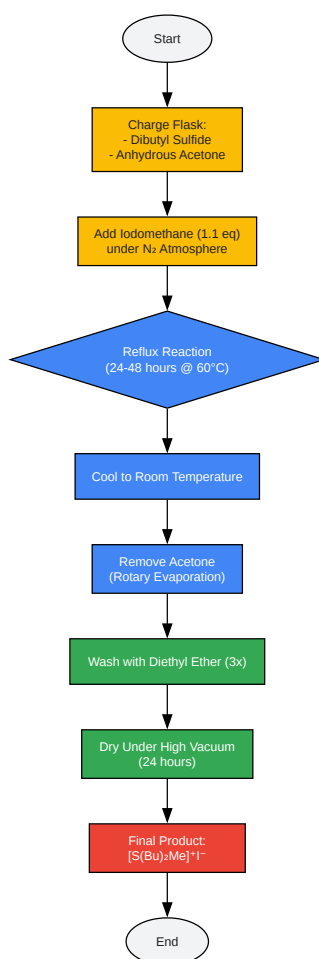 Start
Charge Flask:
- Dibutyl Sulfide
- Anhydrous Acetone
Add Iodomethane (1.1 eq)
under N₂ Atmosphere
Reflux Reaction
(24-48 hours @ 60°C)
Cool to Room Temperature
Remove Acetone
(Rotary Evaporation)
Wash with Diethyl Ether (3x)
Dry Under High Vacuum
(24 hours)
Final Product:
[S(Bu)₂Me]⁺I⁻
End